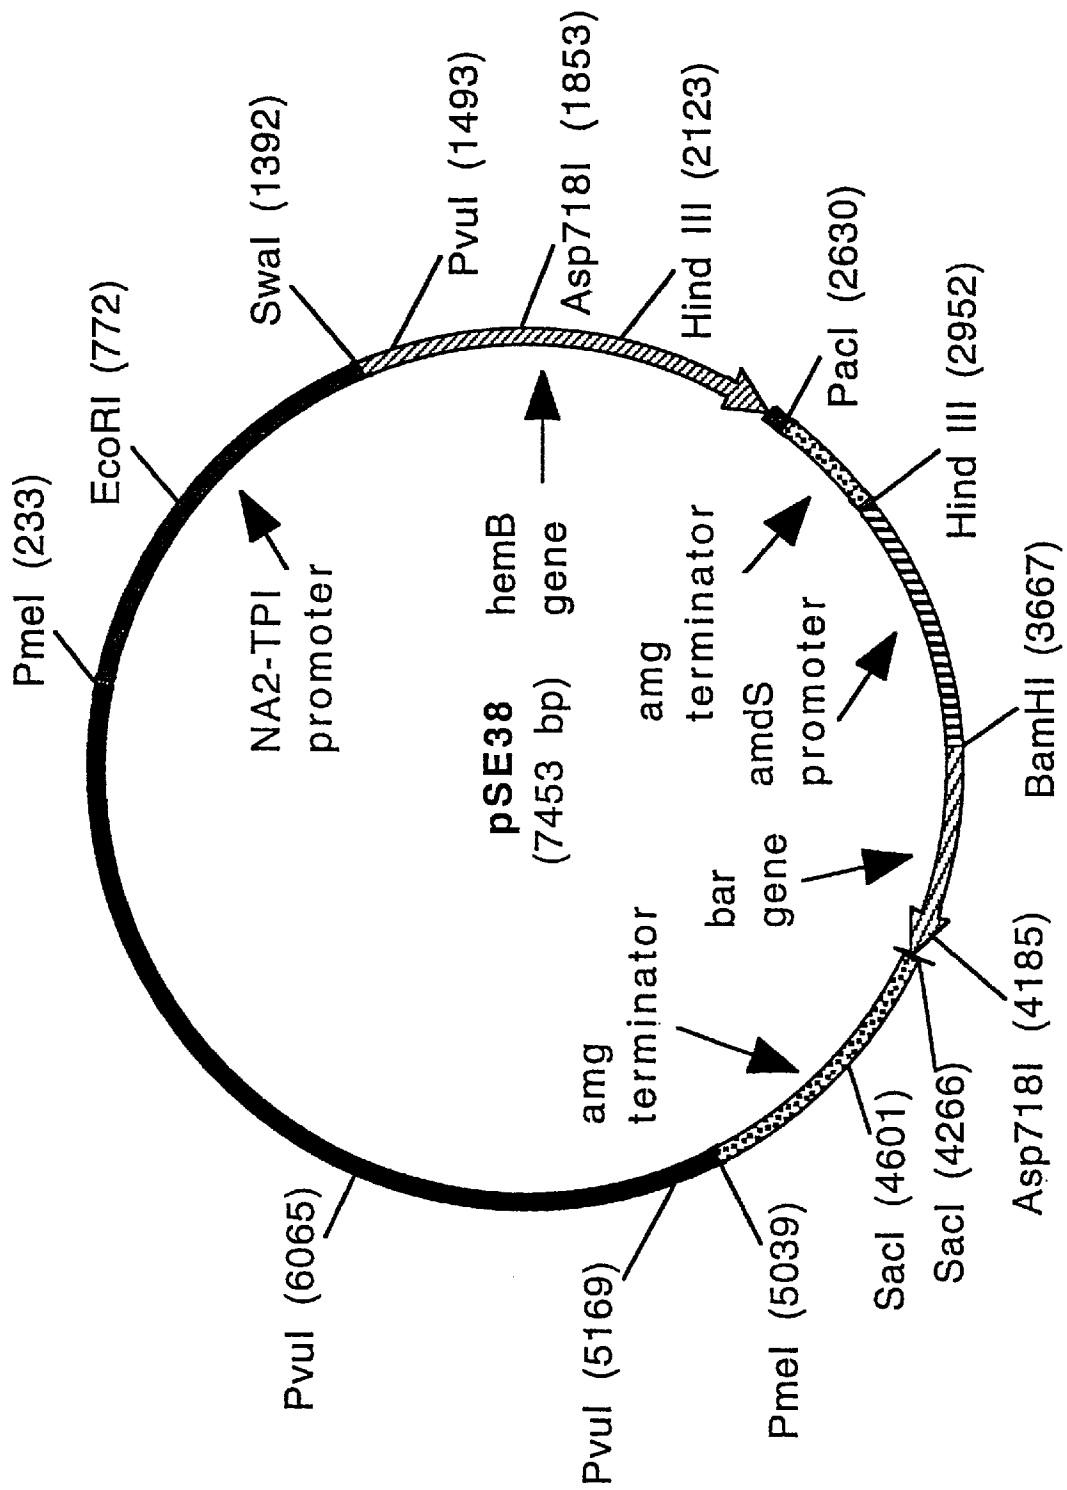 PmeI (233)
EcoRI (772)
SwaI (1392)
PvuI (1493)
Asp718I (1853)
Hind III (2123)
PacI (2630)
Hind III (2952)
BamHI (3667)
Asp718I (4185)
SacI (4266)
SacI (4601)
PmeI (5039)
PvuI (5169)
PvuI (6065)
NA2-TPI
promoter
hemB
gene
pSE38
(7453 bp)
amg
terminator
amdS
promoter
bar
gene
amg
terminator